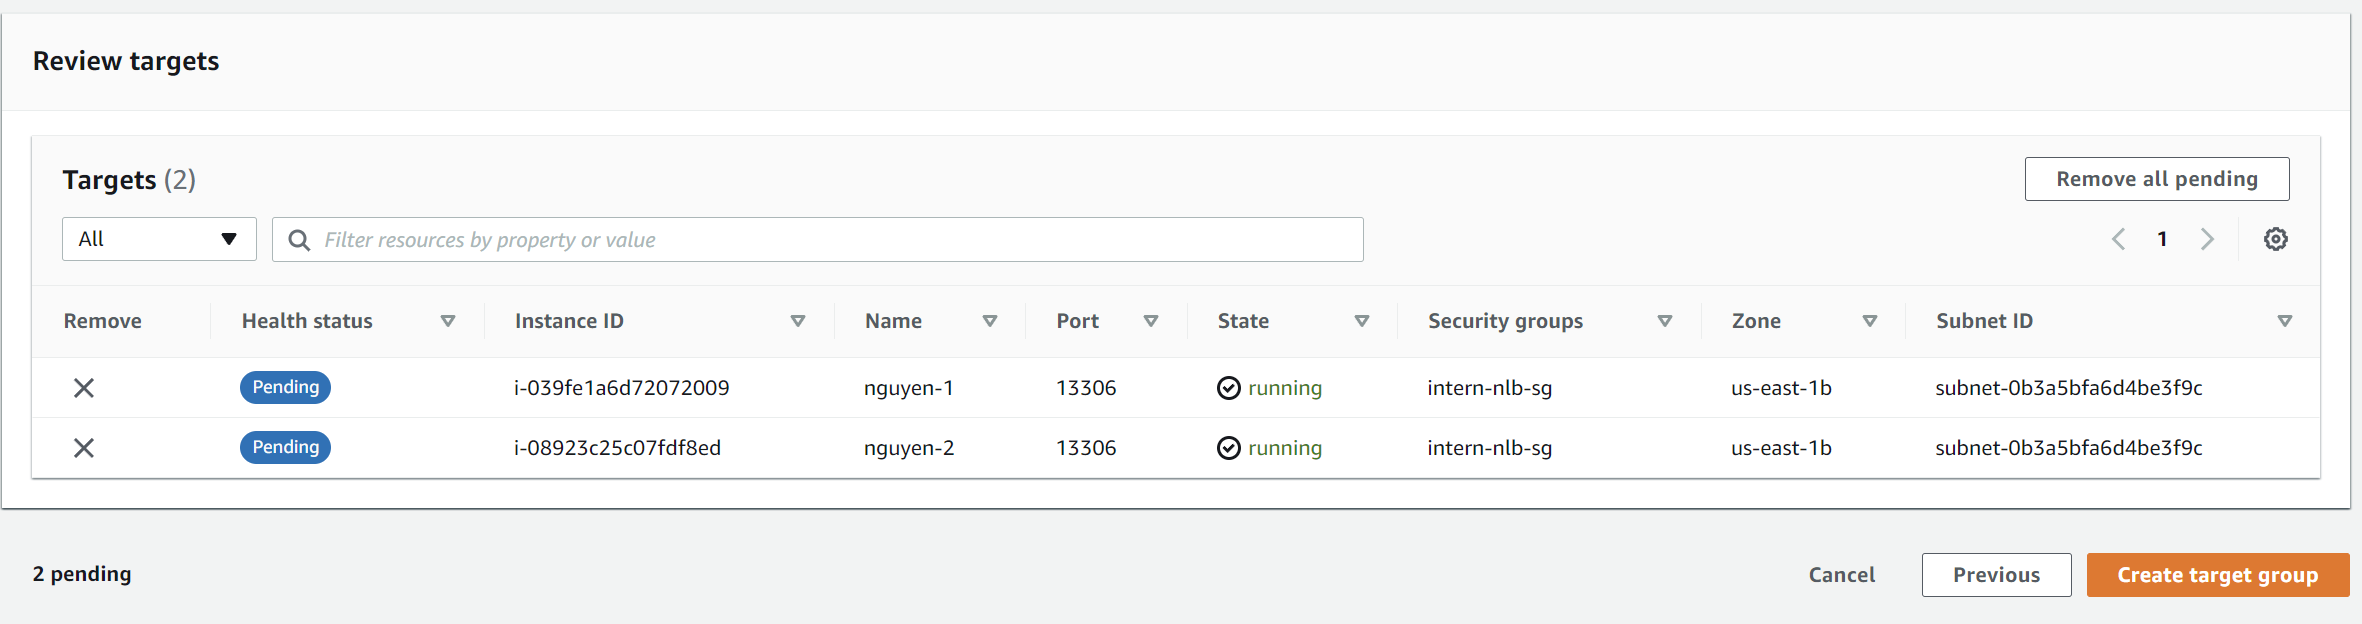 Review targets
Targets (2)
Remove all pending
All
Filter resources by property or value
1
Remove Health status Instance ID Name Port State Security groups Zone Subnet ID
Pending i-039fe1a6d72072009 nguyen-1 13306 running intern-nlb-sg us-east-1b subnet-0b3a5bfa6d4be3f9c
Pending i-08923c25c07fdf8ed nguyen-2 13306 running intern-nlb-sg us-east-1b subnet-0b3a5bfa6d4be3f9c
2 pending
Cancel
Previous
Create target group